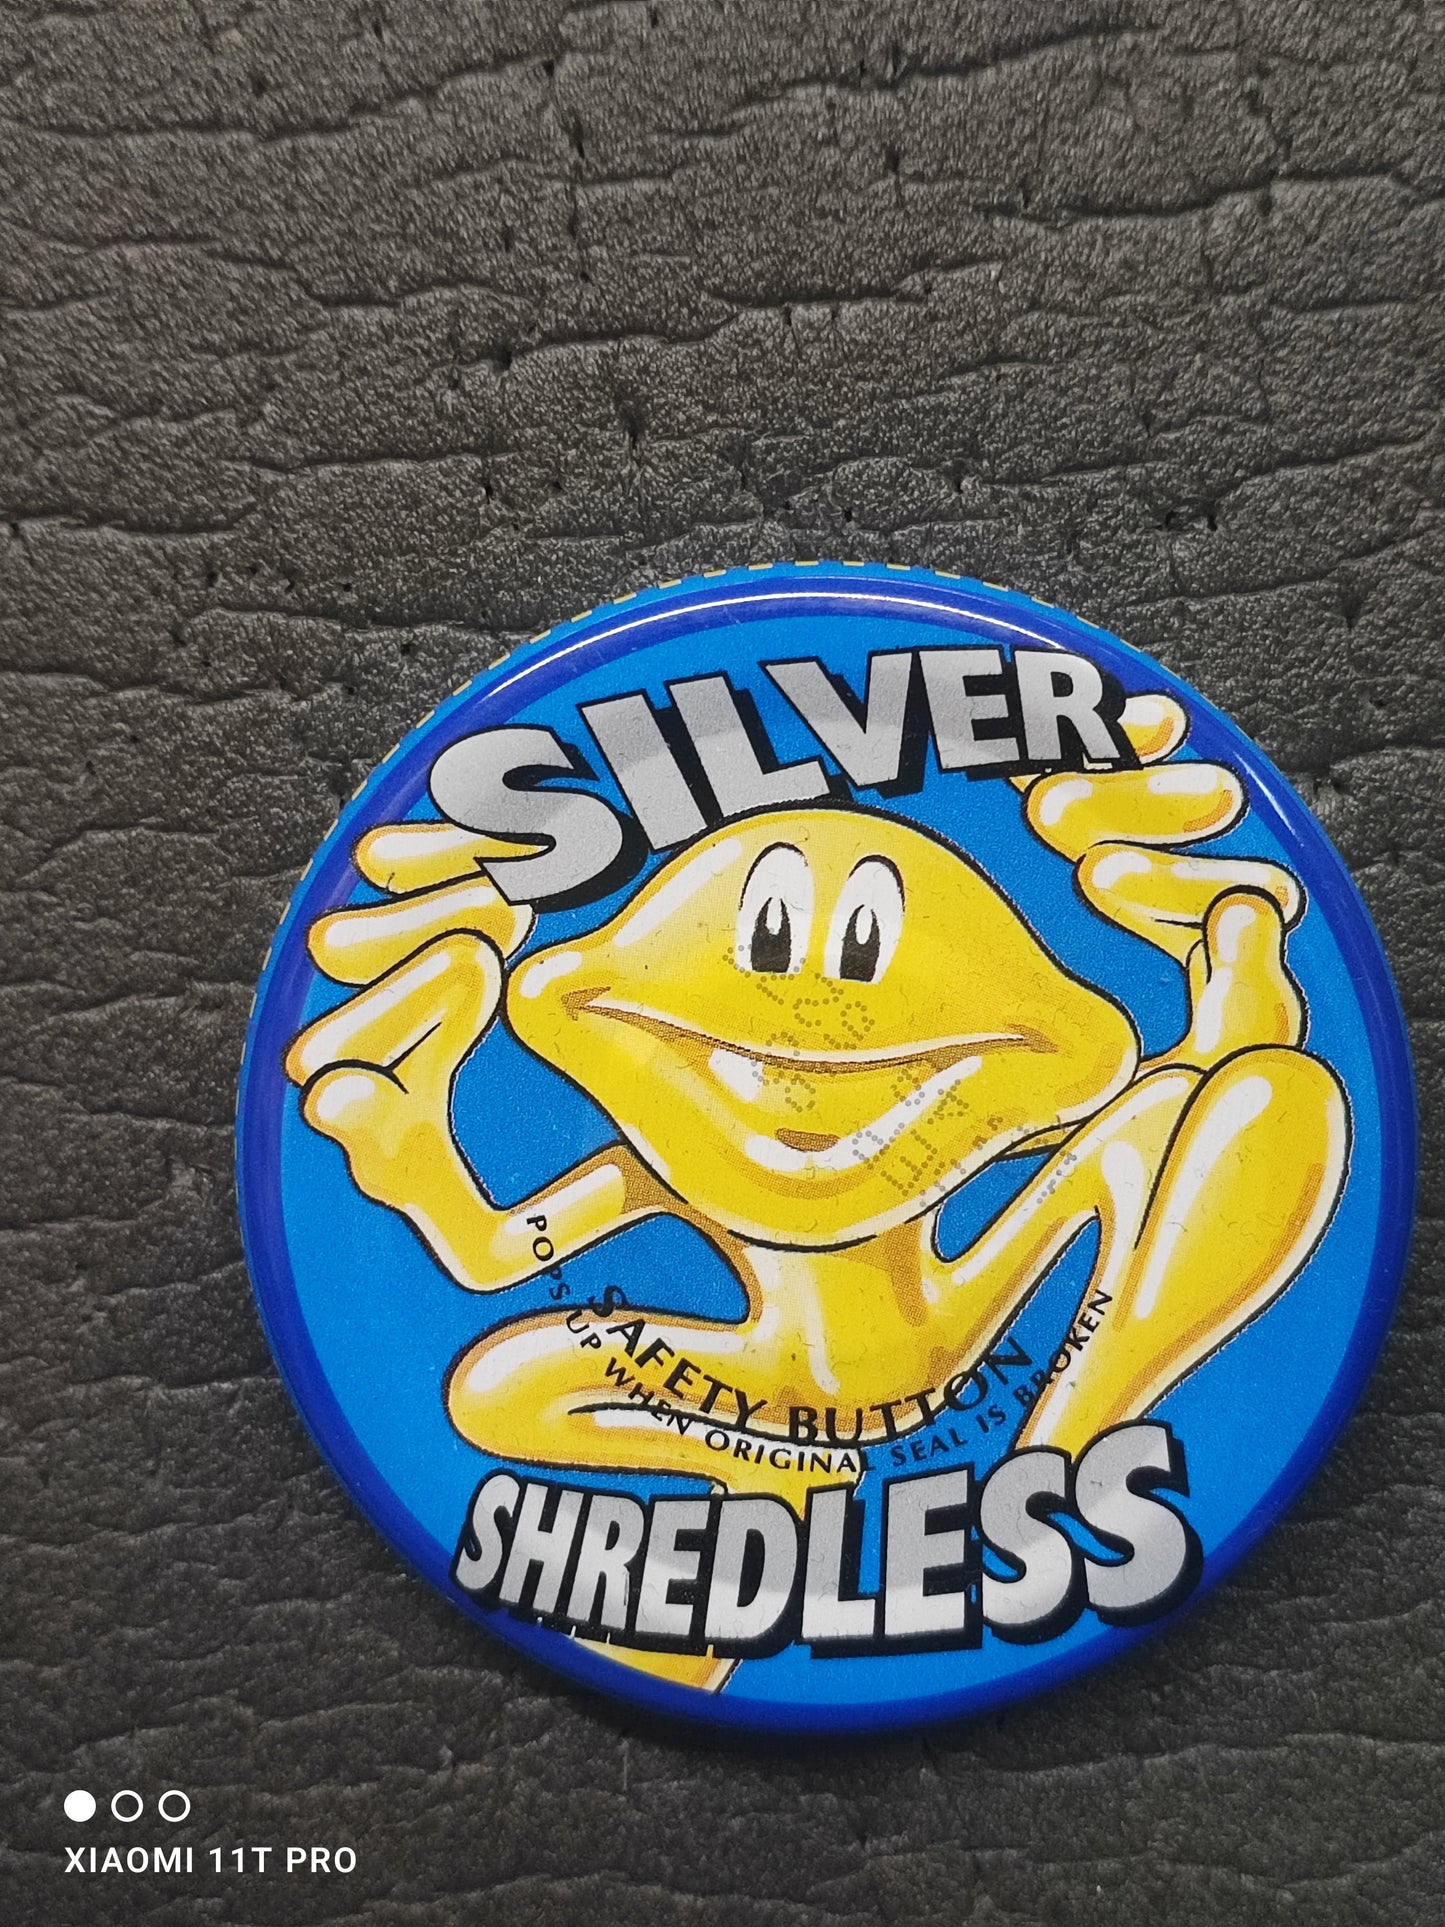 SILVER
SAFETY BUTTON
POPS UP WHEN ORIGINAL SEAL IS BROKEN
SHREDLESS
XIAOMI 11T PRO